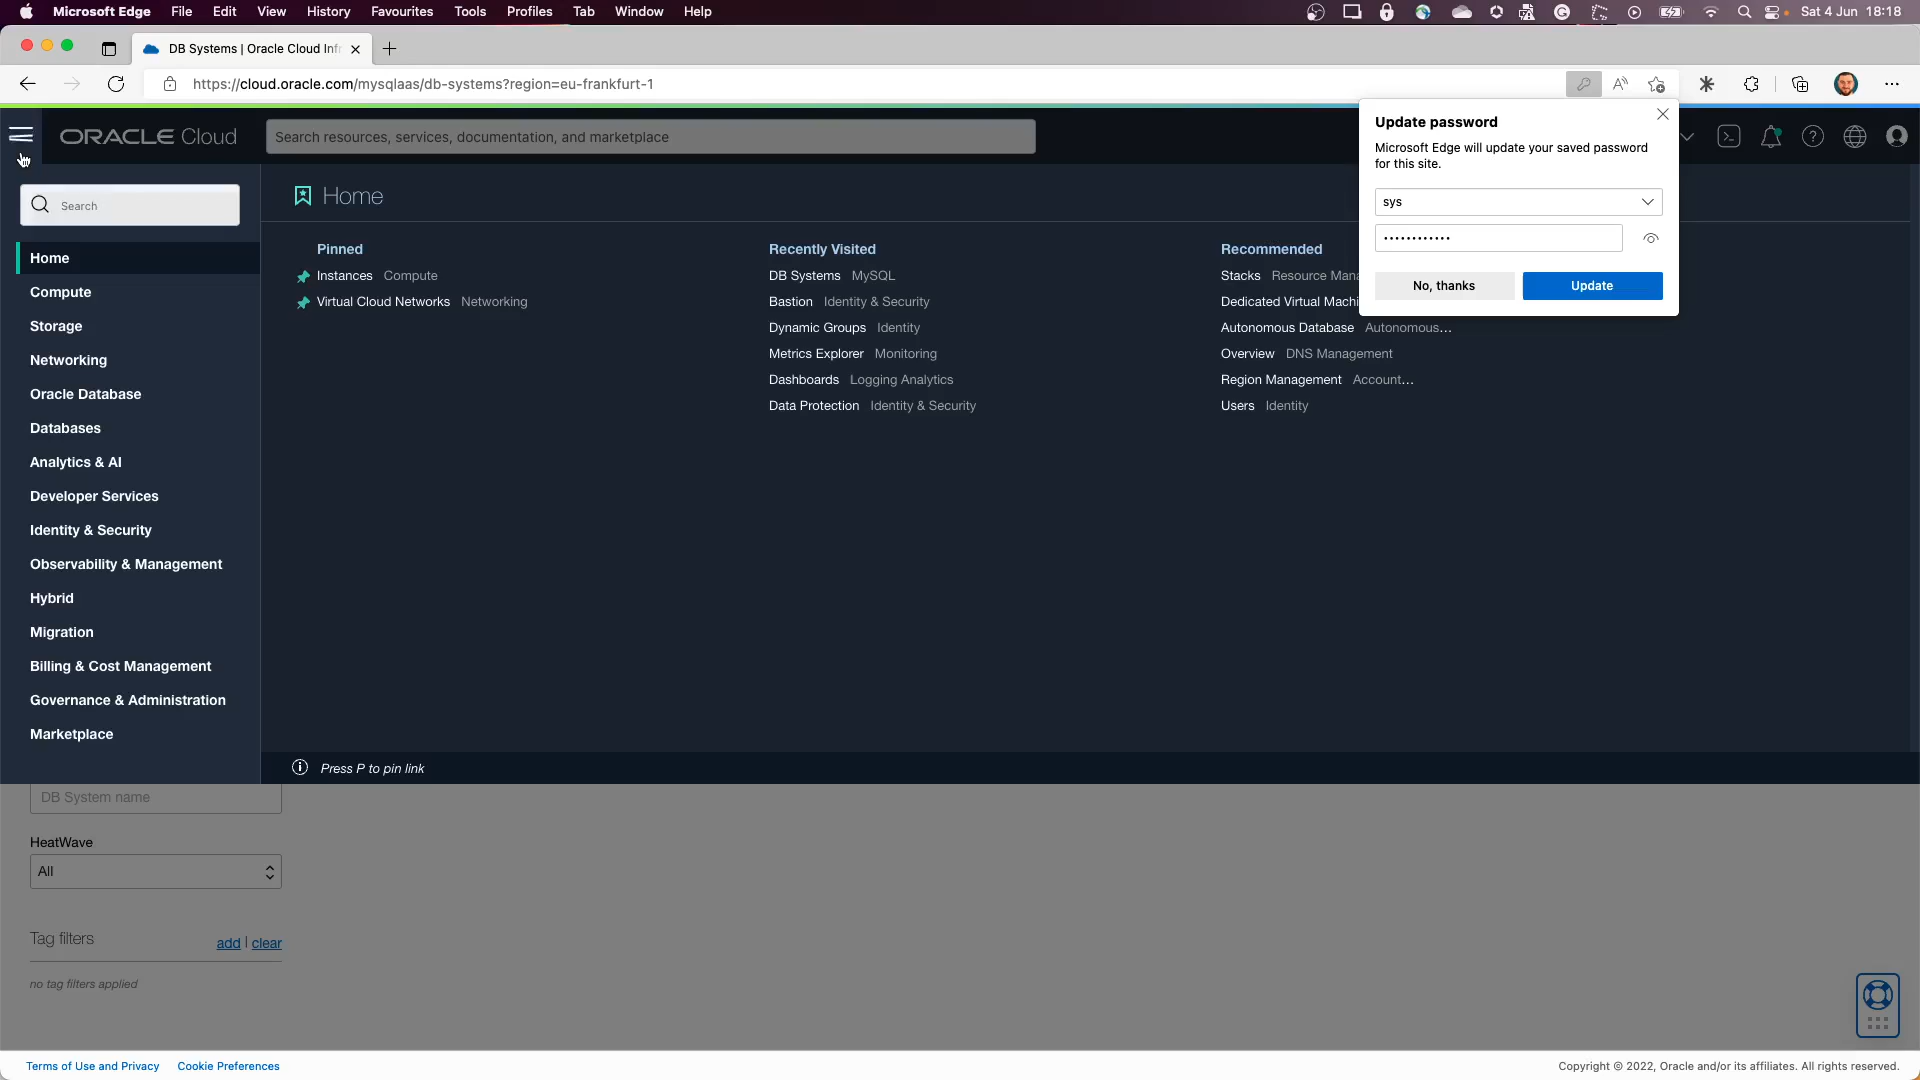 Microsoft Edge File Edit View History Favourites Tools Profiles Tab Window Help
Sat 4 Jun 18:18
DB Systems | Oracle Cloud Infr
https://cloud.oracle.com/mysqlaas/db-systems?region=eu-frankfurt-1
ORACLE Cloud
Search resources, services, documentation, and marketplace
Update password
Microsoft Edge will update your saved password
for this site.
sys
••••••••••••
No, thanks
Update
Search
Home
Compute
Storage
Networking
Oracle Database
Databases
Analytics & AI
Developer Services
Identity & Security
Observability & Management
Hybrid
Migration
Billing & Cost Management
Governance & Administration
Marketplace
Home
Pinned
Instances Compute
Virtual Cloud Networks Networking
Recently Visited
DB Systems MySQL
Bastion Identity & Security
Dynamic Groups Identity
Metrics Explorer Monitoring
Dashboards Logging Analytics
Data Protection Identity & Security
Recommended
Stacks Resource Mana
Dedicated Virtual Machi
Autonomous Database Autonomous...
Overview DNS Management
Region Management Account...
Users Identity
Press P to pin link
DB System name
HeatWave
All
Tag filters
add | clear
no tag filters applied
Terms of Use and Privacy Cookie Preferences
Copyright © 2022, Oracle and/or its affiliates. All rights reserved.